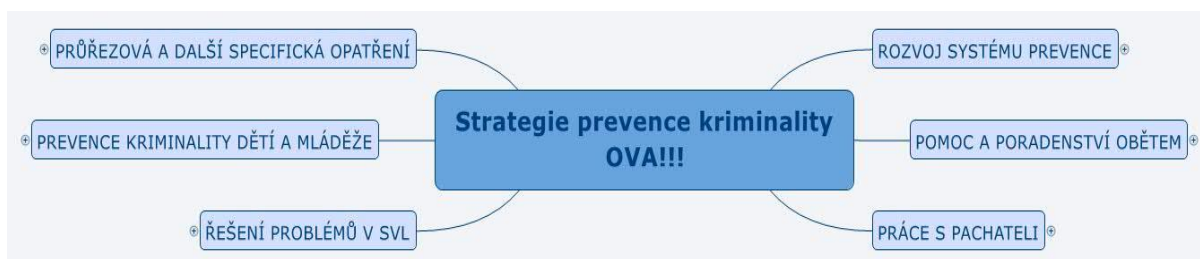 PRŮŘEZOVÁ A DALŠÍ SPECIFICKÁ OPATŘENÍ
PREVENCE KRIMINALITY DĚTÍ A MLÁDĚŽE
ŘEŠENÍ PROBLÉMŮ V SVL
Strategie prevence kriminality
OVA!!!
ROZVOJ SYSTÉMU PREVENCE
POMOC A PORADENSTVÍ OBĚTEM
PRÁCE S PACHATELI